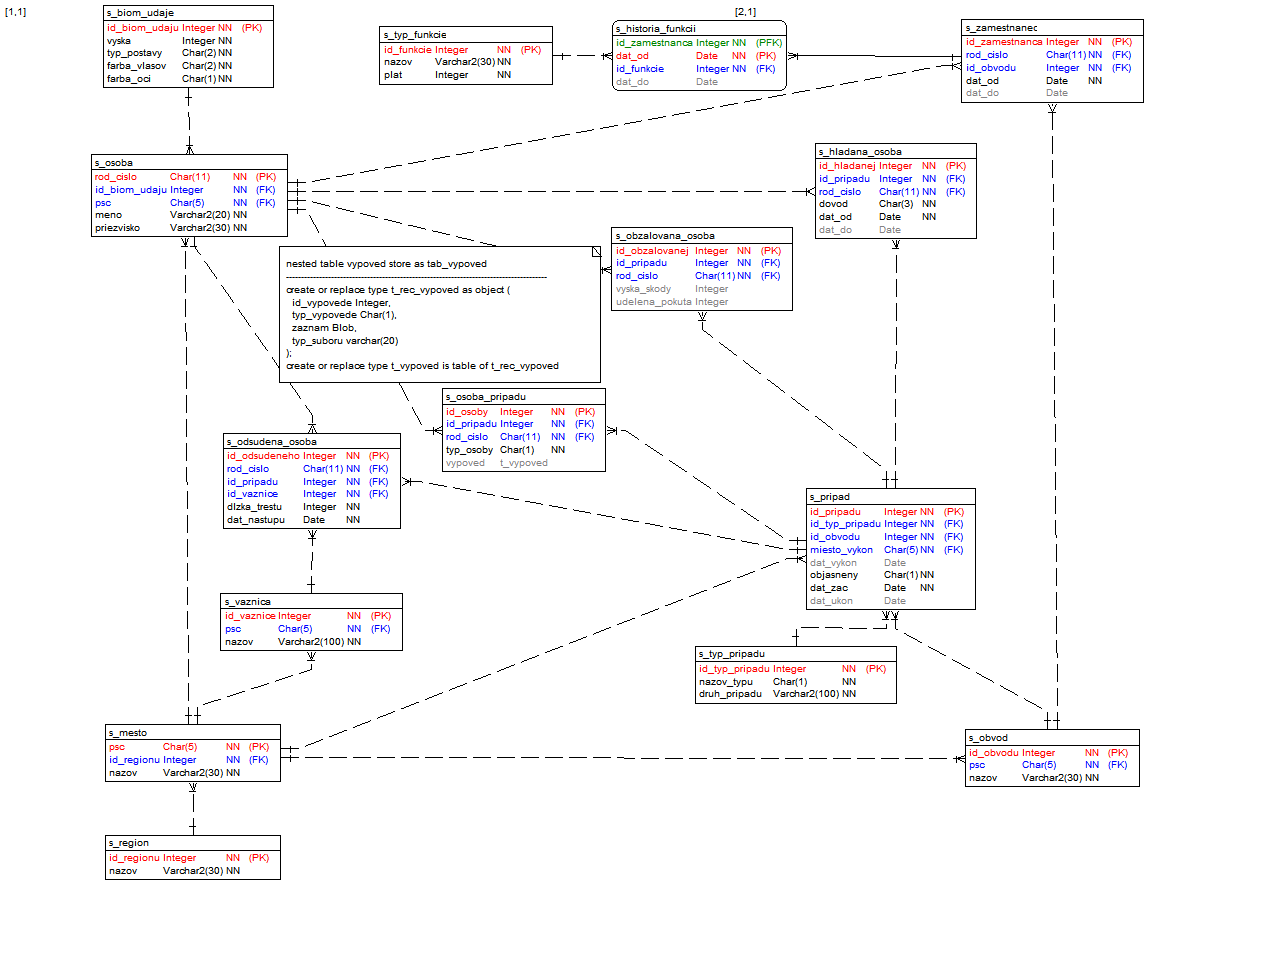 [1,1]
[2,1]
s_biom_udaje
id_biom_udaju Integer NN (PK)
vyska Integer NN
typ_postavy Char(2) NN
farba_vlasov Char(2) NN
farba_oci Char(1) NN
s_typ_funkcie
id_funkcie Integer NN (PK)
nazov Varchar2(30) NN
plat Integer NN
s_historia_funkcii
id_zamestnanca Integer NN (PFK)
dat_od Date NN (PK)
id_funkcie Integer NN (FK)
dat_do Date
s_zamestnanec
id_zamestnanca Integer NN (PK)
rod_cislo Char(11) NN (FK)
id_obvodu Integer NN (FK)
dat_od Date NN
dat_do Date
s_osoba
rod_cislo Char(11) NN (PK)
id_biom_udaju Integer NN (FK)
psc Char(5) NN (FK)
meno Varchar2(20) NN
priezvisko Varchar2(30) NN
s_hladana_osoba
id_hladanej Integer NN (PK)
id_pripadu Integer NN (FK)
rod_cislo Char(11) NN (FK)
dovod Char(3) NN
dat_od Date NN
dat_do Date
s_obzalovana_osoba
id_obzalovanej Integer NN (PK)
id_pripadu Integer NN (FK)
rod_cislo Char(11) NN (FK)
vyska_skody Integer
udelena_pokuta Integer
nested table vypoved store as tab_vypoved
--------------------------------------------------------------------------------
create or replace type t_rec_vypoved as object (
id_vypovede Integer,
typ_vypovede Char(1),
zaznam Blob,
typ_suboru varchar(20)
);
create or replace type t_vypoved is table of t_rec_vypoved
s_osoba_pripadu
id_osoby Integer NN (PK)
id_pripadu Integer NN (FK)
rod_cislo Char(11) NN (FK)
typ_osoby Char(1) NN
vypoved t_vypoved
s_odsudena_osoba
id_odsudeneho Integer NN (PK)
rod_cislo Char(11) NN (FK)
id_pripadu Integer NN (FK)
id_vaznice Integer NN (FK)
dlzka_trestu Integer NN
dat_nastupu Date NN
s_pripad
id_pripadu Integer NN (PK)
id_typ_pripadu Integer NN (FK)
id_obvodu Integer NN (FK)
miesto_vykon Char(5) NN (FK)
dat_vykon Date
objasneny Char(1) NN
dat_zac Date NN
dat_ukon Date
s_vaznica
id_vaznice Integer NN (PK)
psc Char(5) NN (FK)
nazov Varchar2(100) NN
s_typ_pripadu
id_typ_pripadu Integer NN (PK)
nazov_typu Char(1) NN
druh_pripadu Varchar2(100) NN
s_mesto
psc Char(5) NN (PK)
id_regionu Integer NN (FK)
nazov Varchar2(30) NN
s_obvod
id_obvodu Integer NN (PK)
psc Char(5) NN (FK)
nazov Varchar2(30) NN
s_region
id_regionu Integer NN (PK)
nazov Varchar2(30) NN